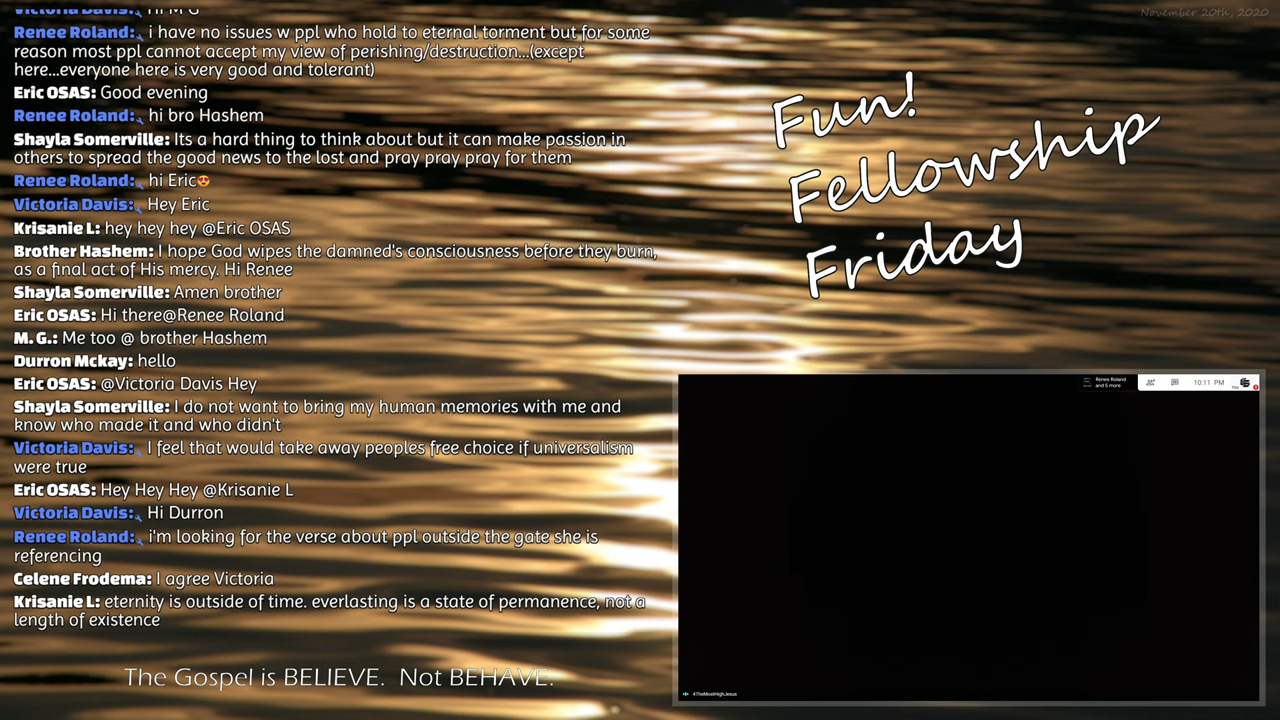 Victoria Davis: Hi M G
Renee Roland: i have no issues w ppl who hold to eternal torment but for some
reason most ppl cannot accept my view of perishing/destruction...(except
here...everyone here is very good and tolerant)
Eric OSAS: Good evening
Renee Roland: hi bro Hashem
Shayla Somerville: Its a hard thing to think about but it can make passion in
others to spread the good news to the lost and pray pray pray for them
Renee Roland: hi Eric😍
Victoria Davis: Hey Eric
Krisanie L: hey hey hey @Eric OSAS
Brother Hashem: I hope God wipes the damned's consciousness before they burn,
as a final act of His mercy. Hi Renee
Shayla Somerville: Amen brother
Eric OSAS: Hi there@Renee Roland
M. G.: Me too @ brother Hashem
Durron Mckay: hello
Eric OSAS: @Victoria Davis Hey
Shayla Somerville: I do not want to bring my human memories with me and
know who made it and who didn't
Victoria Davis: I feel that would take away peoples free choice if universalism
were true
Eric OSAS: Hey Hey Hey @Krisanie L
Victoria Davis: Hi Durron
Renee Roland: i'm looking for the verse about ppl outside the gate she is
referencing
Celene Frodema: I agree Victoria
Krisanie L: eternity is outside of time. everlasting is a state of permanence, not a
length of existence
The Gospel is BELIEVE. Not BEHAVE.
November 20th, 2020
Fun!
Fellowship
Friday
Renee Roland
and 5 more
10:11 PM
You
4TheMostHighJesus